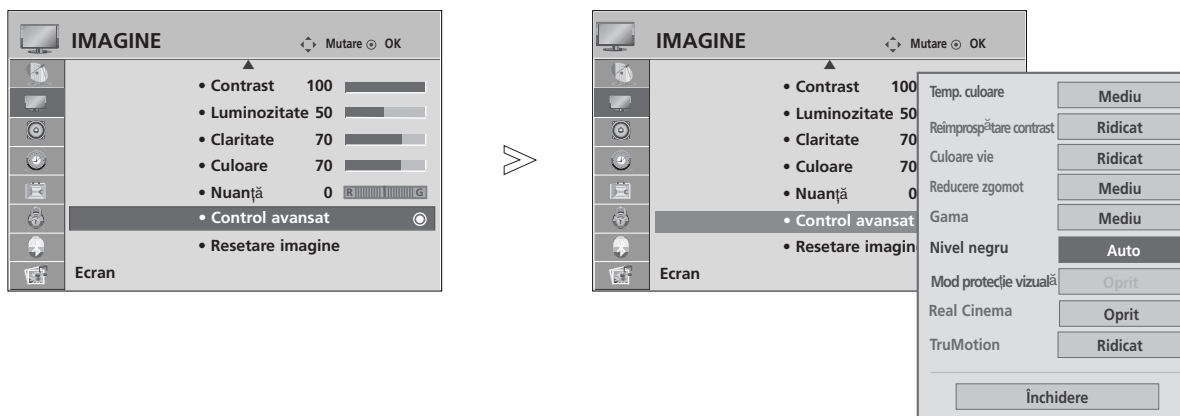 IMAGINE Mutare OK
• Contrast 100
• Luminozitate 50
• Claritate 70
• Culoare 70
• Nuanță 0 R G
• Control avansat
• Resetare imagine
Ecran
IMAGINE Mutare OK
• Contrast 100
• Luminozitate 50
• Claritate 70
• Culoare 70
• Nuanță 0
• Control avansat
• Resetare imagin
Ecran
Temp. culoare Mediu
Reîmprospătare contrast Ridicat
Culoare vie Ridicat
Reducere zgomot Mediu
Gama Mediu
Nivel negru Auto
Mod protecţie vizuală Oprit
Real Cinema Oprit
TruMotion Ridicat
Închidere